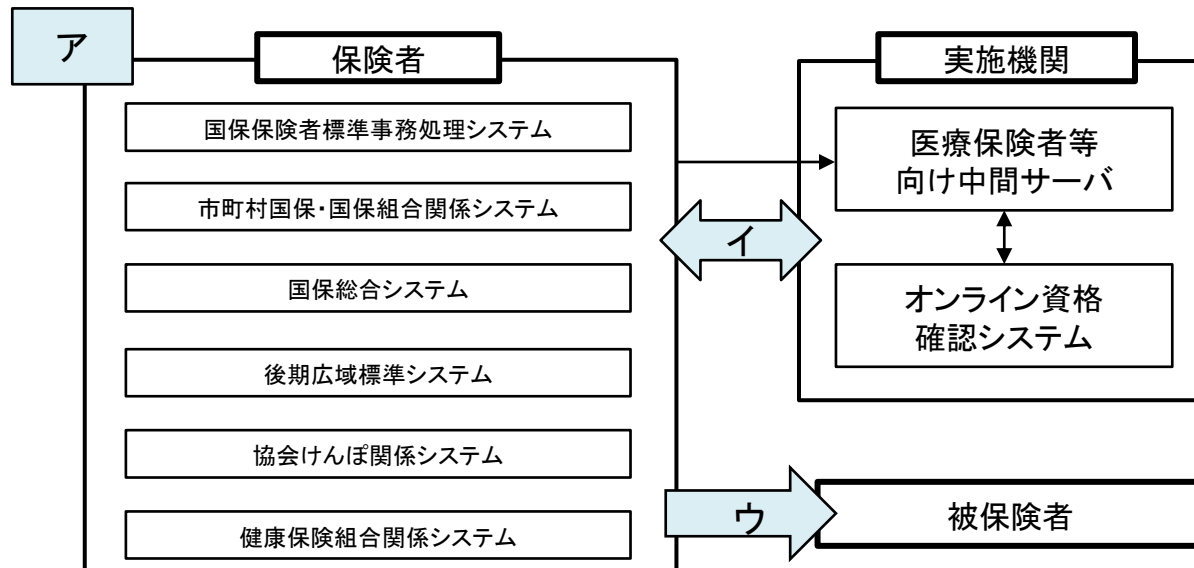 ア
保険者
国保保険者標準事務処理システム
市町村国保・国保組合関係システム
国保総合システム
後期広域標準システム
協会けんぽ関係システム
健康保険組合関係システム
イ
ウ
実施機関
医療保険者等
向け中間サーバ
オンライン資格
確認システム
被保険者